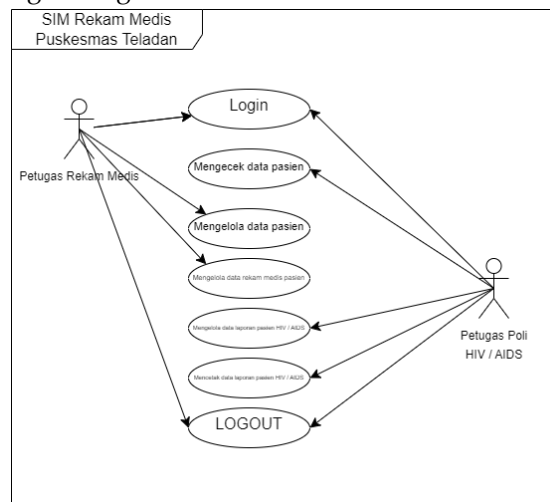 SIM Rekam Medis
Puskesmas Teladan
Login
Mengecek data pasien
Petugas Rekam Medis
Mengelola data pasien
Mengelola data rekam medis pasien
Mengelola data laporan pasien HIV / AIDS
Petugas Poli
HIV / AIDS
Mencetak data laporan pasien HIV / AIDS
LOGOUT